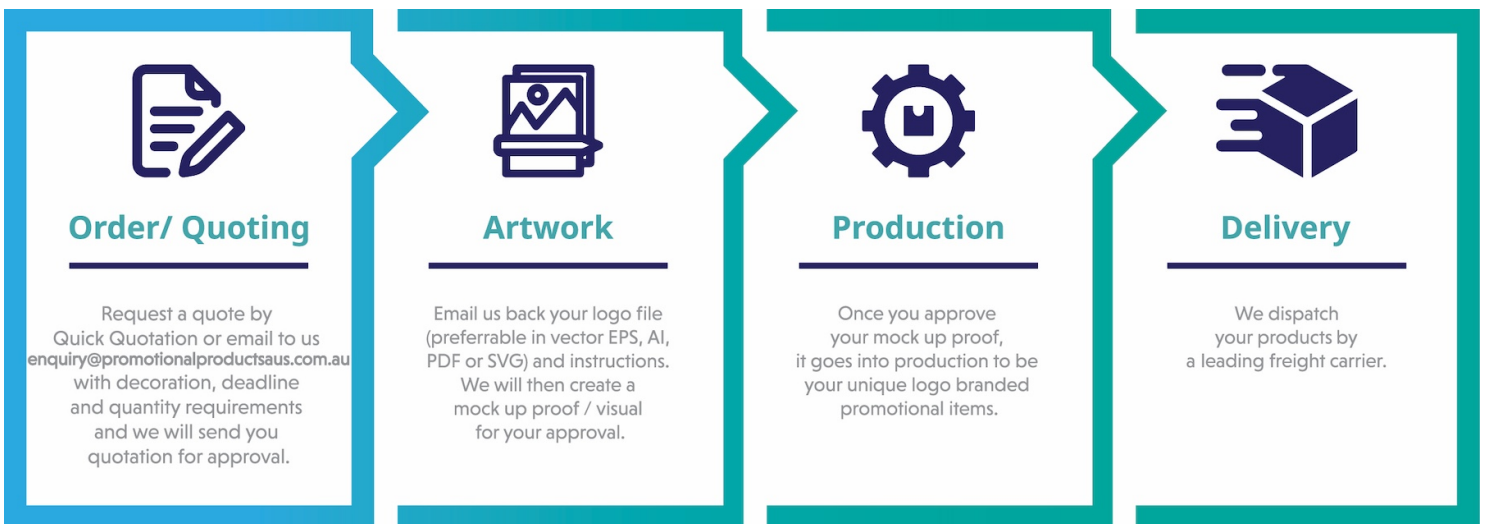 Order/ Quoting
Request a quote by
Quick Quotation or email to us
enquiry@promotionalproductsaus.com.au
with decoration, deadline
and quantity requirements
and we will send you
quotation for approval.
Artwork
Email us back your logo file
(preferrable in vector EPS, AI,
PDF or SVG) and instructions.
We will then create a
mock up proof / visual
for your approval.
Production
Once you approve
your mock up proof,
it goes into production to be
your unique logo branded
promotional items.
Delivery
We dispatch
your products by
a leading freight carrier.